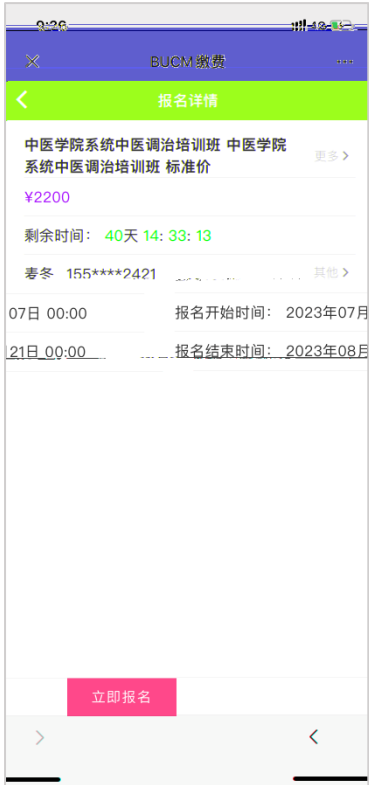 9:26
BUCM 缴费
报名详情
中医学院系统中医调治培训班 中医学院
系统中医调治培训班 标准价
更多
¥2200
剩余时间： 40天 14: 33: 13
麦冬 155****2421
其他
07日 00:00 报名开始时间： 2023年07月
21日 00:00 报名结束时间： 2023年08月
立即报名